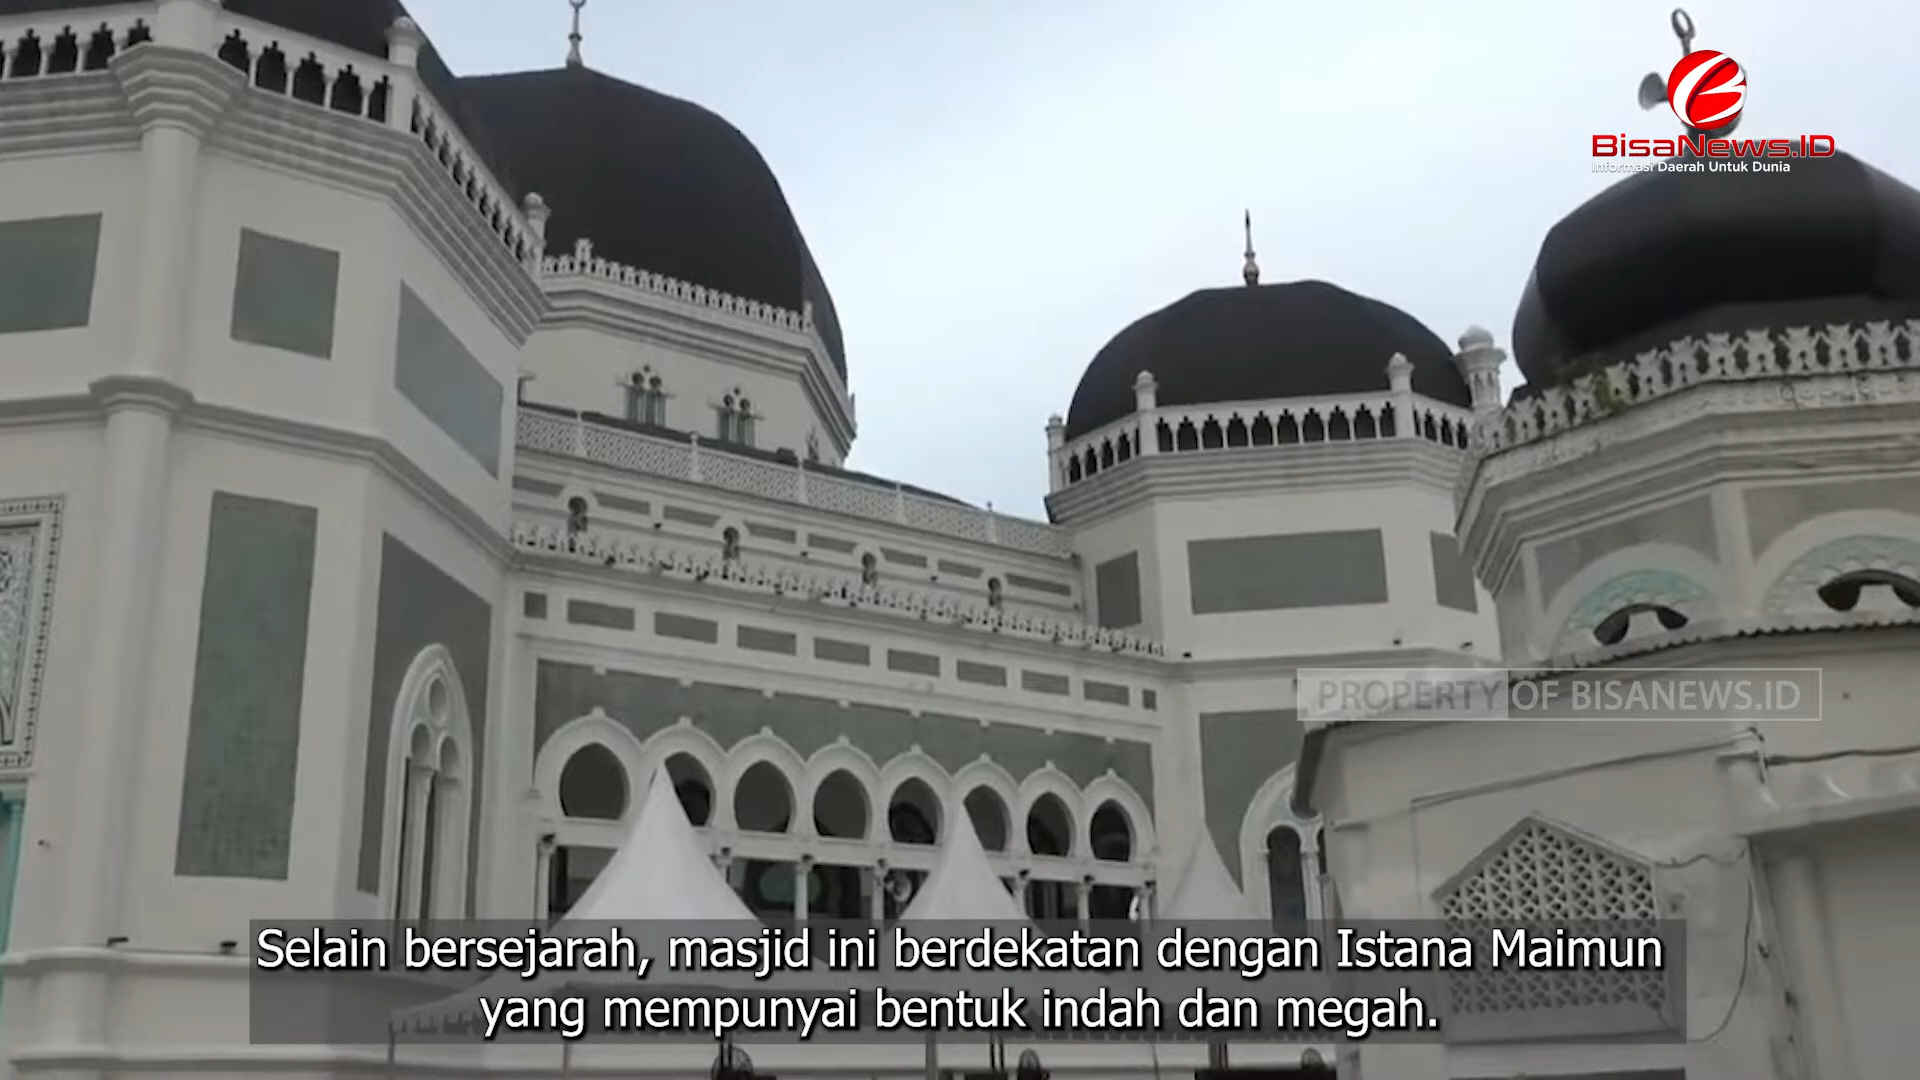 BisaNews.ID
Informasi Daerah Untuk Dunia
PROPERTY OF BISANEWS.ID
Selain bersejarah, masjid ini berdekatan dengan Istana Maimun
yang mempunyai bentuk indah dan megah.